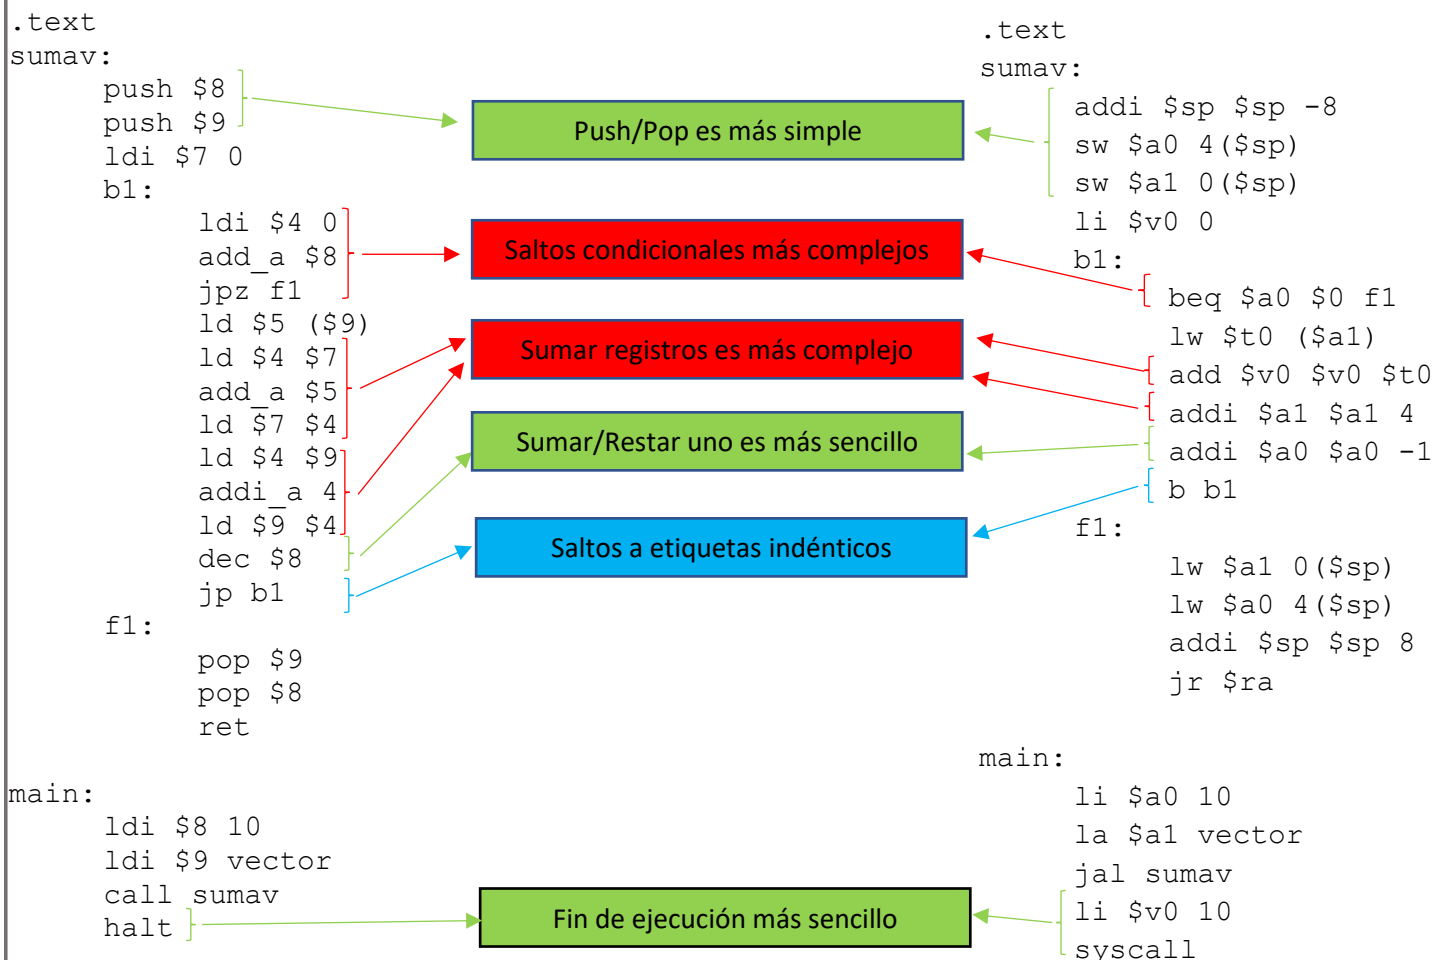 .text
sumav:
push $8
push $9
ldi $7 0
b1:
ldi $4 0
add_a $8
jpz f1
ld $5 ($9)
ld $4 $7
add_a $5
ld $7 $4
ld $4 $9
addi_a 4
ld $9 $4
dec $8
jp b1
f1:
pop $9
pop $8
ret
main:
ldi $8 10
ldi $9 vector
call sumav
halt
Push/Pop es más simple
Saltos condicionales más complejos
Sumar registros es más complejo
Sumar/Restar uno es más sencillo
Saltos a etiquetas indénticos
Fin de ejecución más sencillo
.text
sumav:
addi $sp $sp -8
sw $a0 4($sp)
sw $a1 0($sp)
li $v0 0
b1:
beq $a0 $0 f1
lw $t0 ($a1)
add $v0 $v0 $t0
addi $a1 $a1 4
addi $a0 $a0 -1
b b1
f1:
lw $a1 0($sp)
lw $a0 4($sp)
addi $sp $sp 8
jr $ra
main:
li $a0 10
la $a1 vector
jal sumav
li $v0 10
syscall